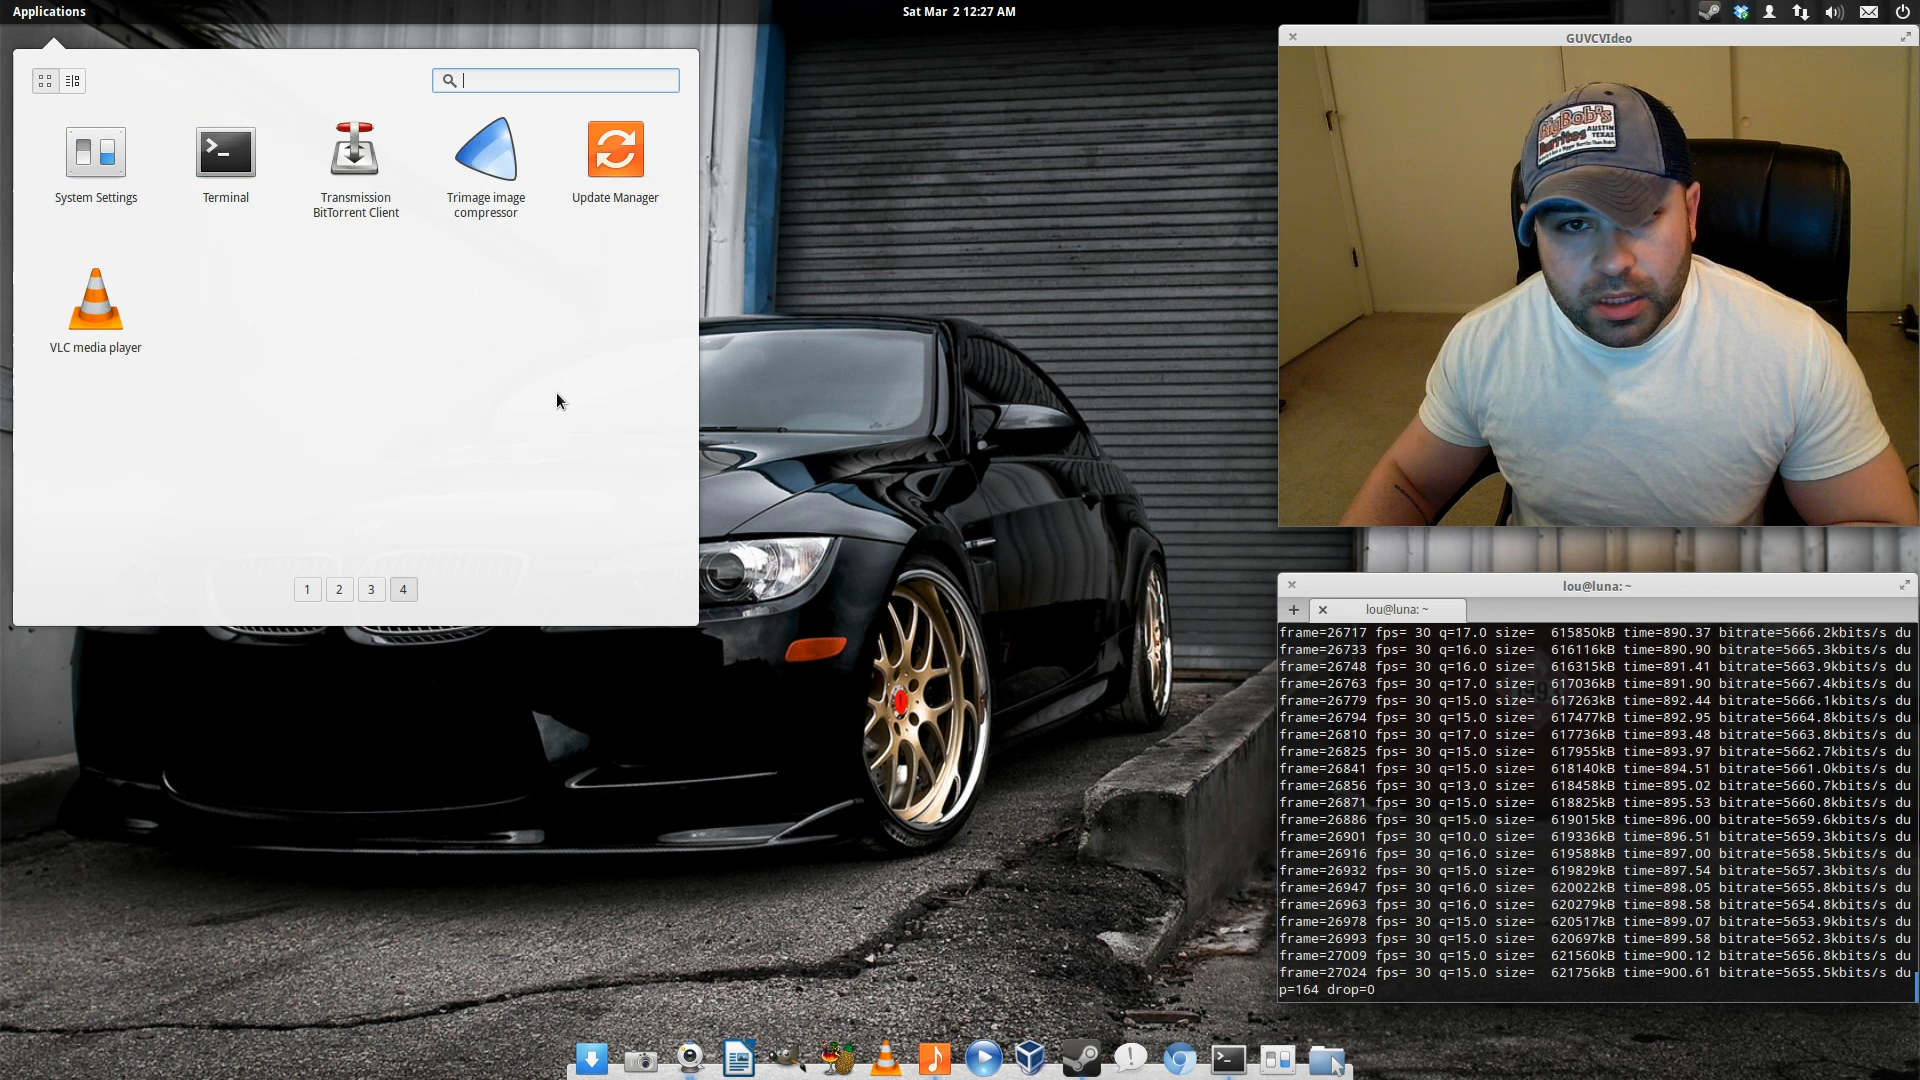 Applications
Sat Mar 2 12:27 AM
System Settings
Terminal
Transmission
BitTorrent Client
Trimage image
compressor
Update Manager
VLC media player
1 2 3 4
GUVCVIdeo
BigBob's
AUSTIN
TEXAS
Burritos
lou@luna: ~
lou@luna: ~
frame=26717 fps= 30 q=17.0 size=  615850kB time=890.37 bitrate=5666.2kbits/s du
frame=26733 fps= 30 q=16.0 size=  616116kB time=890.90 bitrate=5665.3kbits/s du
frame=26748 fps= 30 q=16.0 size=  616315kB time=891.41 bitrate=5663.9kbits/s du
frame=26763 fps= 30 q=17.0 size=  617036kB time=891.90 bitrate=5667.4kbits/s du
frame=26779 fps= 30 q=15.0 size=  617263kB time=892.44 bitrate=5666.1kbits/s du
frame=26794 fps= 30 q=15.0 size=  617477kB time=892.95 bitrate=5664.8kbits/s du
frame=26810 fps= 30 q=17.0 size=  617736kB time=893.48 bitrate=5663.8kbits/s du
frame=26825 fps= 30 q=15.0 size=  617955kB time=893.97 bitrate=5662.7kbits/s du
frame=26841 fps= 30 q=15.0 size=  618140kB time=894.51 bitrate=5661.0kbits/s du
frame=26856 fps= 30 q=13.0 size=  618458kB time=895.02 bitrate=5660.7kbits/s du
frame=26871 fps= 30 q=15.0 size=  618825kB time=895.53 bitrate=5660.8kbits/s du
frame=26886 fps= 30 q=15.0 size=  619015kB time=896.00 bitrate=5659.6kbits/s du
frame=26901 fps= 30 q=10.0 size=  619336kB time=896.51 bitrate=5659.3kbits/s du
frame=26916 fps= 30 q=16.0 size=  619588kB time=897.00 bitrate=5658.5kbits/s du
frame=26932 fps= 30 q=15.0 size=  619829kB time=897.54 bitrate=5657.3kbits/s du
frame=26947 fps= 30 q=16.0 size=  620022kB time=898.05 bitrate=5655.8kbits/s du
frame=26963 fps= 30 q=16.0 size=  620279kB time=898.58 bitrate=5654.8kbits/s du
frame=26978 fps= 30 q=15.0 size=  620517kB time=899.07 bitrate=5653.9kbits/s du
frame=26993 fps= 30 q=15.0 size=  620697kB time=899.58 bitrate=5652.3kbits/s du
frame=27009 fps= 30 q=15.0 size=  621560kB time=900.12 bitrate=5656.8kbits/s du
frame=27024 fps= 30 q=15.0 size=  621756kB time=900.61 bitrate=5655.5kbits/s du
p=164 drop=0